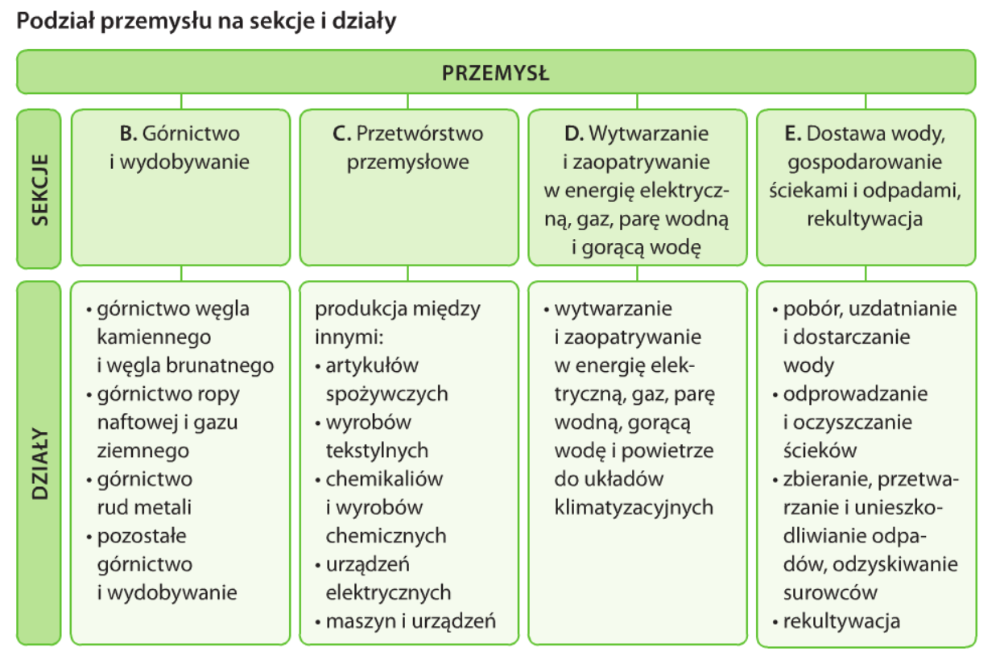 Podział przemysłu na sekcje i działy
PRZEMYSŁ
SEKCJE
B. Górnictwo
i wydobywanie
C. Przetwórstwo
przemysłowe
D. Wytwarzanie
i zaopatrywanie
w energię elektrycz-
ną, gaz, parę wodną
i gorącą wodę
E. Dostawa wody,
gospodarowanie
ściekami i odpadami,
rekultywacja
DZIAŁY
• górnictwo węgla
kamiennego
i węgla brunatnego
• górnictwo ropy
naftowej i gazu
ziemnego
• górnictwo
rud metali
• pozostałe
górnictwo
i wydobywanie
produkcja między
innymi:
• artykułów
spożywczych
• wyrobów
tekstylnych
• chemikaliów
i wyrobów
chemicznych
• urządzeń
elektrycznych
• maszyn i urządzeń
• wytwarzanie
i zaopatrywanie
w energię elek-
tryczną, gaz, parę
wodną, gorącą
wodę i powietrze
do układów
klimatyzacyjnych
• pobór, uzdatnianie
i dostarczanie
wody
• odprowadzanie
i oczyszczanie
ścieków
• zbieranie, przetwa-
rzanie i unieszko-
dliwianie odpa-
dów, odzyskiwanie
surowców
• rekultywacja